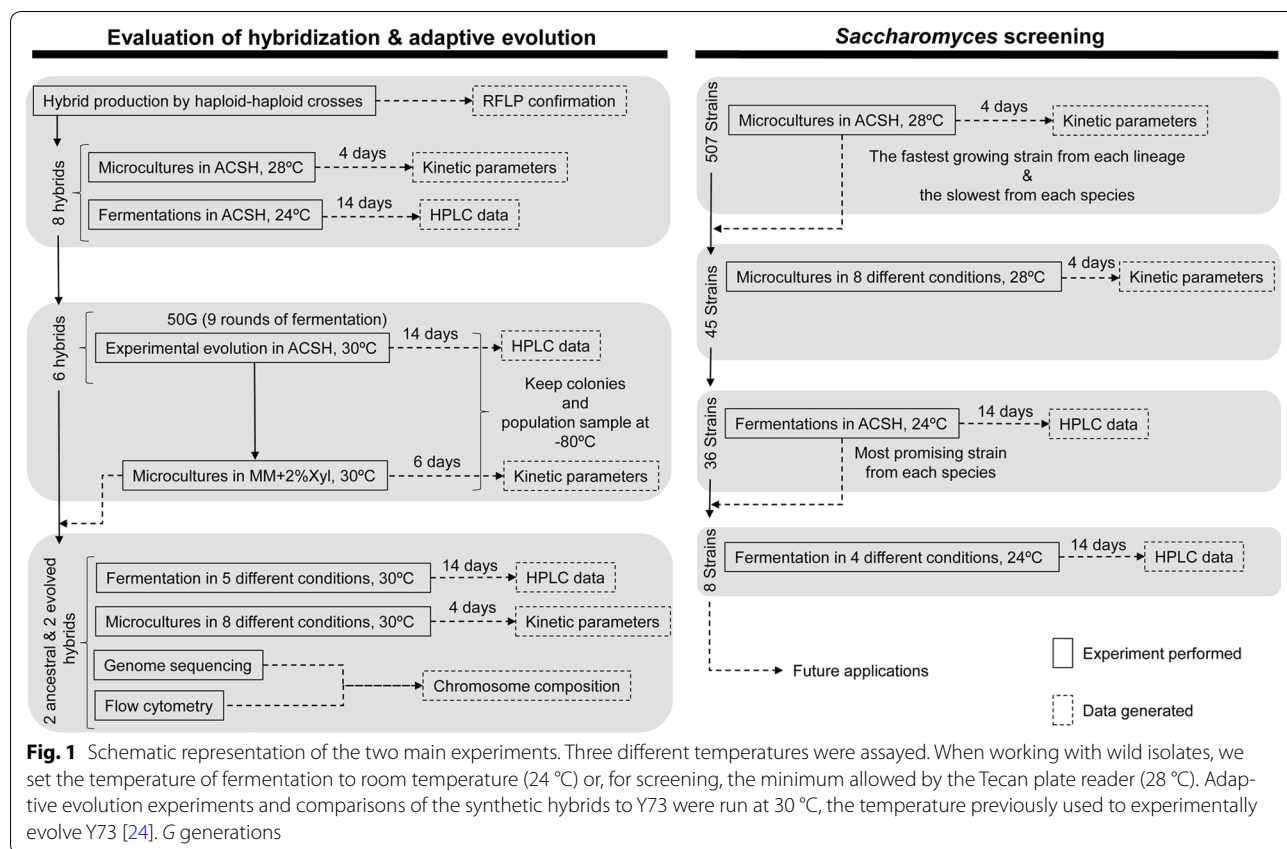 Evaluation of hybridization & adaptive evolution
Hybrid production by haploid-haploid crosses
RFLP confirmation
8 hybrids
Microcultures in ACSH, 28ºC
4 days
Kinetic parameters
Fermentations in ACSH, 24ºC
14 days
HPLC data
6 hybrids
50G (9 rounds of fermentation)
Experimental evolution in ACSH, 30ºC
14 days
HPLC data
Keep colonies
and
population sample at
-80ºC
Microcultures in MM+2%Xyl, 30ºC
6 days
Kinetic parameters
2 ancestral & 2 evolved
hybrids
Fermentation in 5 different conditions, 30ºC
14 days
HPLC data
Microcultures in 8 different conditions, 30ºC
4 days
Kinetic parameters
Genome sequencing
Flow cytometry
Chromosome composition
Saccharomyces screening
507 Strains
Microcultures in ACSH, 28ºC
4 days
Kinetic parameters
The fastest growing strain from each lineage
&
the slowest from each species
45 Strains
Microcultures in 8 different conditions, 28ºC
4 days
Kinetic parameters
36 Strains
Fermentations in ACSH, 24ºC
14 days
HPLC data
Most promising strain
from each species
8 Strains
Fermentation in 4 different conditions, 24ºC
14 days
HPLC data
Future applications
Experiment performed
Data generated
Fig. 1 Schematic representation of the two main experiments. Three different temperatures were assayed. When working with wild isolates, we
set the temperature of fermentation to room temperature (24 °C) or, for screening, the minimum allowed by the Tecan plate reader (28 °C). Adap-
tive evolution experiments and comparisons of the synthetic hybrids to Y73 were run at 30 °C, the temperature previously used to experimentally
evolve Y73 [24]. G generations